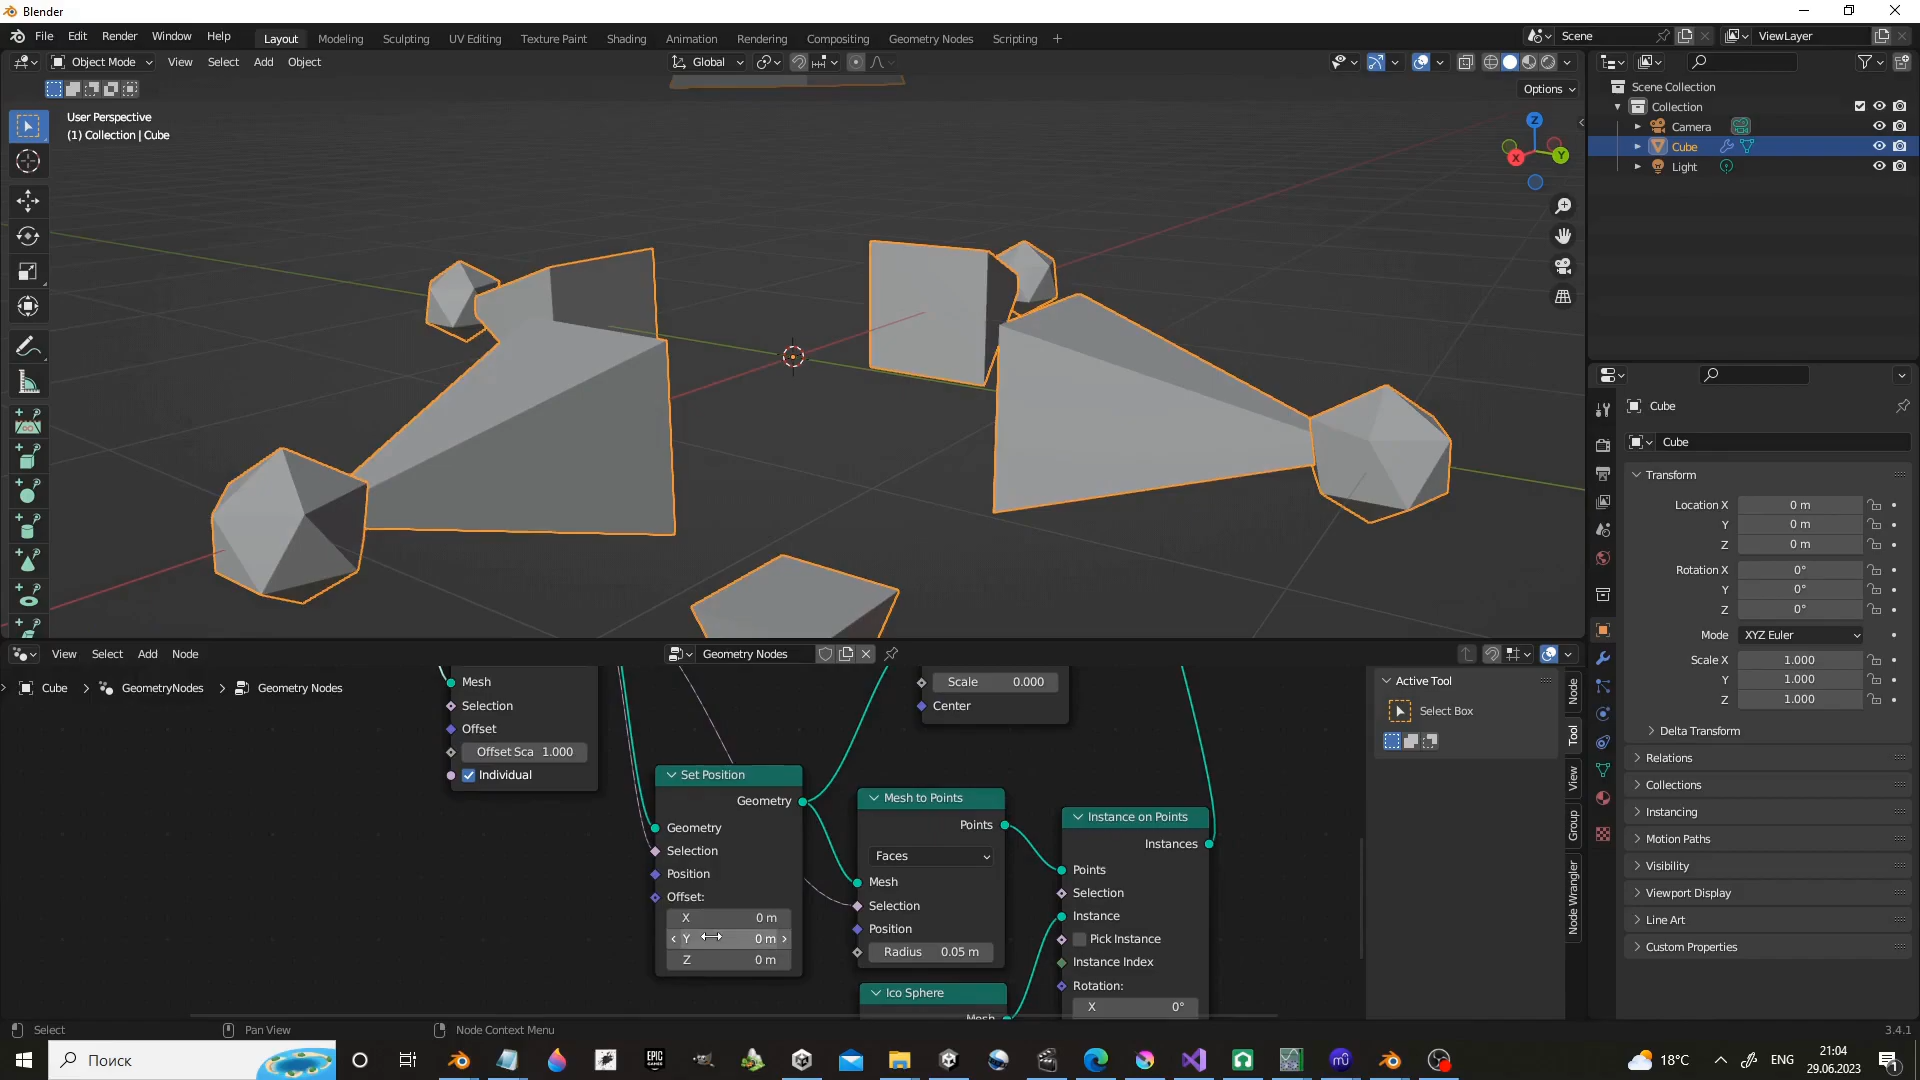 Blender
File Edit Render Window Help
Layout Modeling Sculpting UV Editing Texture Paint Shading Animation Rendering Compositing Geometry Nodes Scripting +
Scene
ViewLayer
Object Mode View Select Add Object
Global
Options
User Perspective
(1) Collection | Cube
Z
X
Y
Scene Collection
Collection
Camera
Cube
Light
Cube
Cube
Transform
Location X 0 m
Y 0 m
Z 0 m
Rotation X 0°
Y 0°
Z 0°
Mode XYZ Euler
Scale X 1.000
Y 1.000
Z 1.000
Delta Transform
Relations
Collections
Instancing
Motion Paths
Visibility
Viewport Display
Line Art
Custom Properties
View Select Add Node
Geometry Nodes
Cube > GeometryNodes > Geometry Nodes
Mesh
Selection
Offset
Offset Sca 1.000
Individual
Scale 0.000
Center
Set Position
Geometry
Geometry
Selection
Position
Offset:
X 0 m
Y 0 m
Z 0 m
Mesh to Points
Points
Faces
Mesh
Selection
Position
Radius 0.05 m
Ico Sphere
Mesh
Instance on Points
Instances
Points
Selection
Instance
Pick Instance
Instance Index
Rotation:
X 0°
Active Tool
Select Box
Node
Tool
View
Group
Node Wrangler
Select
Pan View
Node Context Menu
3.4.1
Поиск
EPIC
GAMES
18°C
ENG
21:04
29.06.2023
1